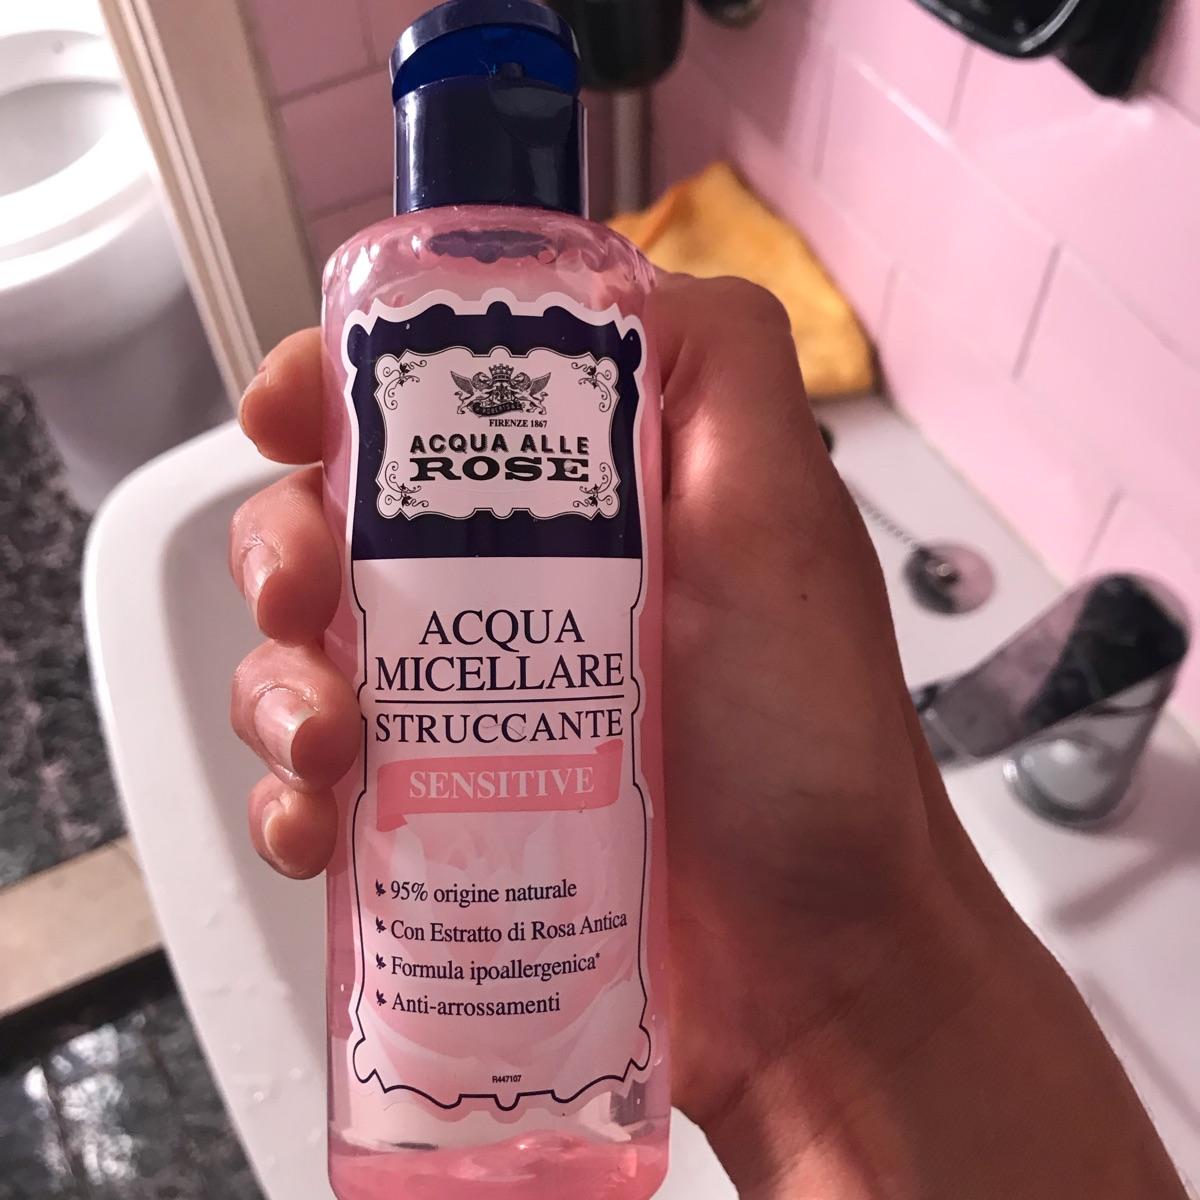 FIRENZE 1867
ACQUA ALLE
ROSE
ACQUA
MICELLARE
STRUCCANTE
SENSITIVE
95% origine naturale
Con Estratto di Rosa Antica
Formula ipoallergenica*
Anti-arrossamenti
R447107